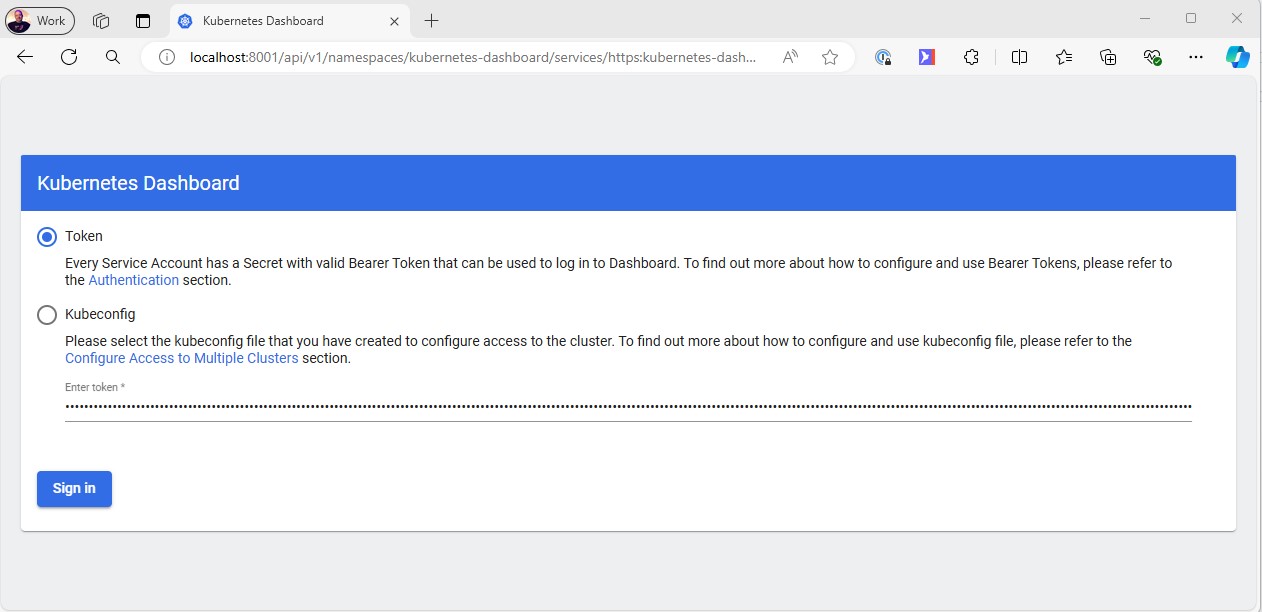 Work
Kubernetes Dashboard
localhost:8001/api/v1/namespaces/kubernetes-dashboard/services/https:kubernetes-dash...
Kubernetes Dashboard
Token
Every Service Account has a Secret with valid Bearer Token that can be used to log in to Dashboard. To find out more about how to configure and use Bearer Tokens, please refer to
the Authentication section.
Kubeconfig
Please select the kubeconfig file that you have created to configure access to the cluster. To find out more about how to configure and use kubeconfig file, please refer to the
Configure Access to Multiple Clusters section.
Enter token *
Sign in